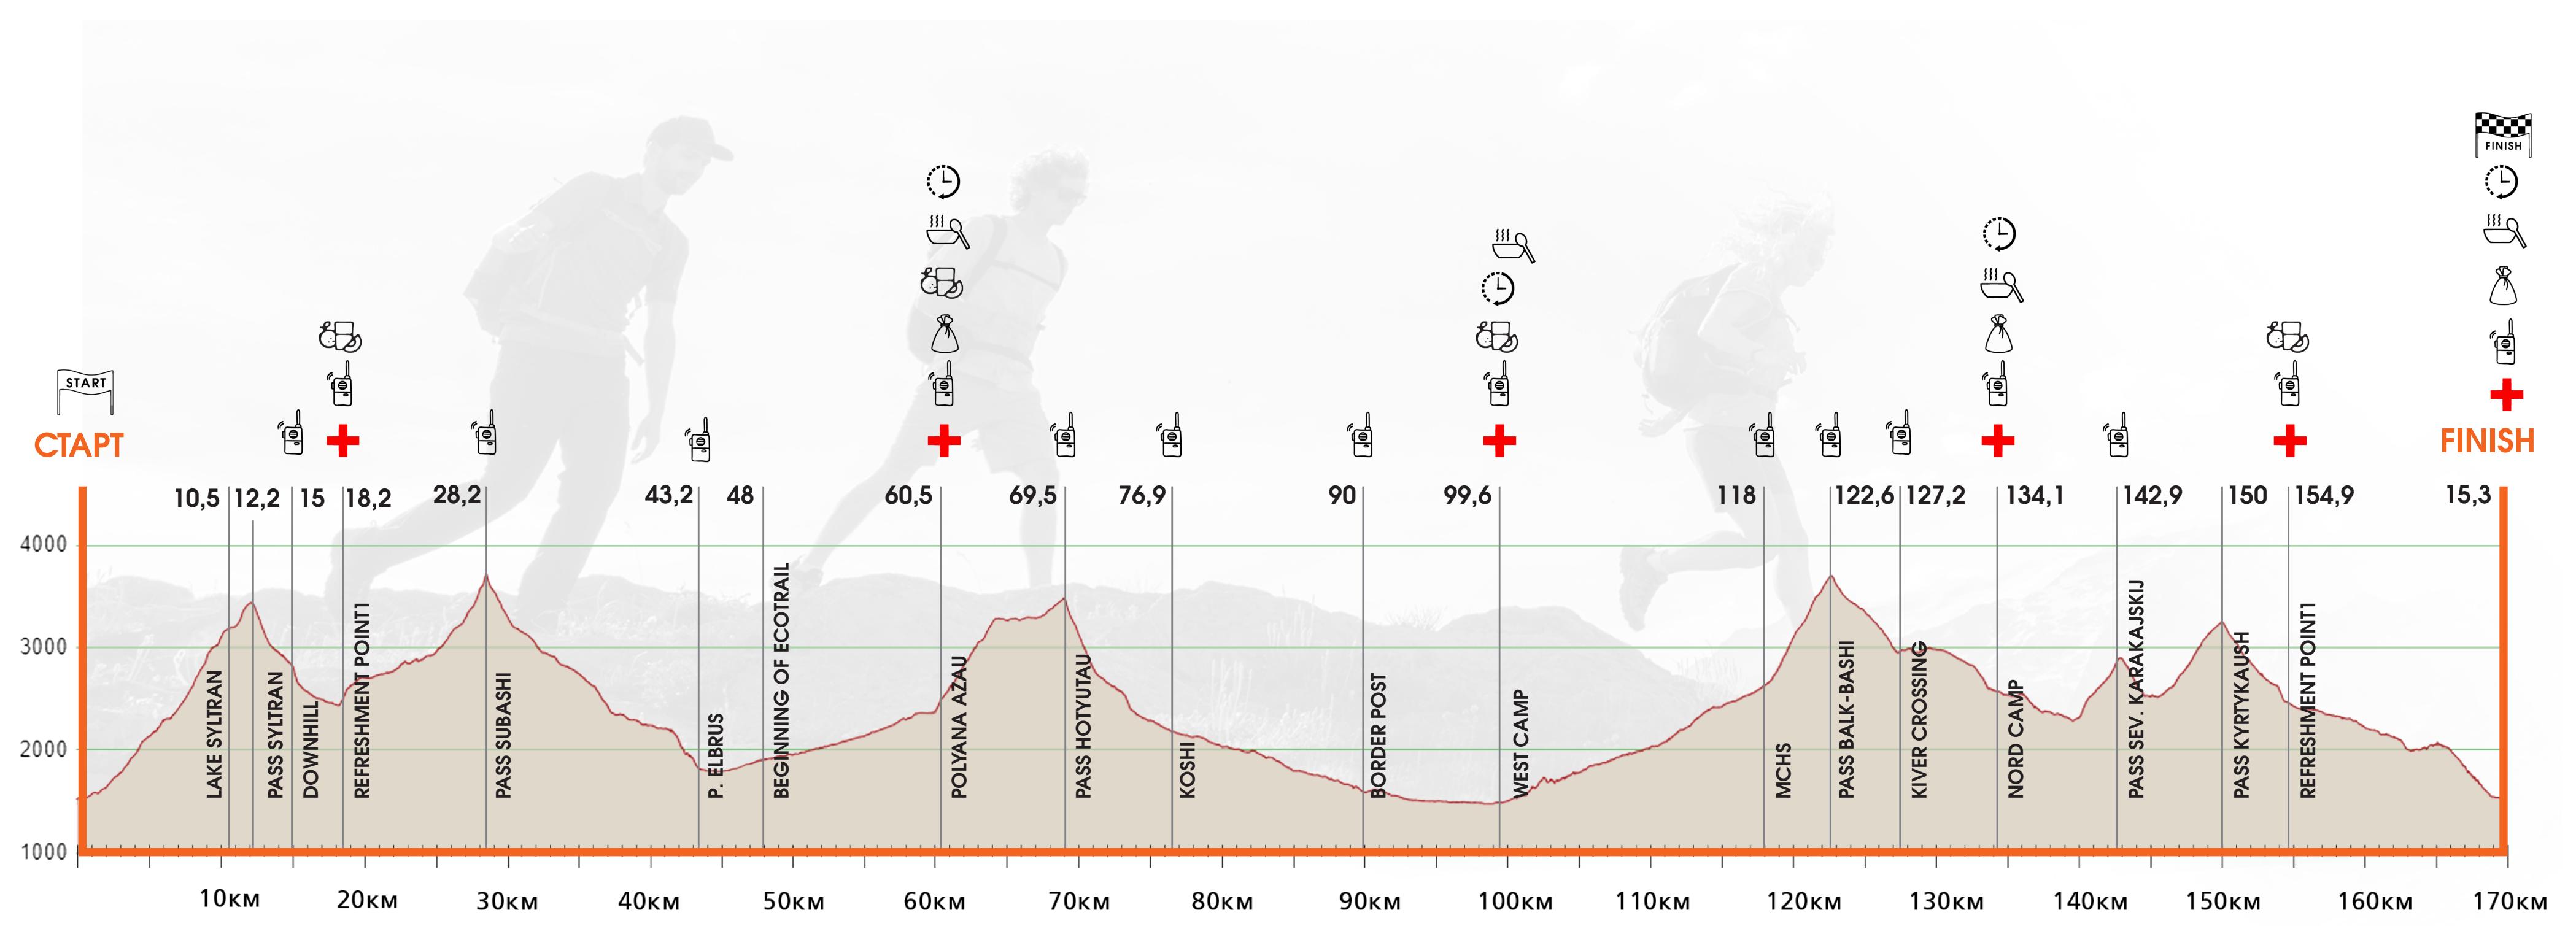 FINISH
START
СТАРТ
FINISH
10,5
12,2
15
18,2
28,2
43,2
48
60,5
69,5
76,9
90
99,6
118
122,6
127,2
134,1
142,9
150
154,9
15,3
4000
3000
2000
1000
LAKE SYLTRAN
PASS SYLTRAN
DOWNHILL
REFRESHMENT POINT1
PASS SUBASHI
P. ELBRUS
BEGINNING OF ECOTRAIL
POLYANA AZAU
PASS HOTYUTAU
KOSHI
BORDER POST
WEST CAMP
MCHS
PASS BALK-BASHI
KIVER CROSSING
NORD CAMP
PASS SEV. KARAKAJSKIJ
PASS KYRTYKAUSH
REFRESHMENT POINT1
10км
20км
30км
40км
50км
60км
70км
80км
90км
100км
110км
120км
130км
140км
150км
160км
170км